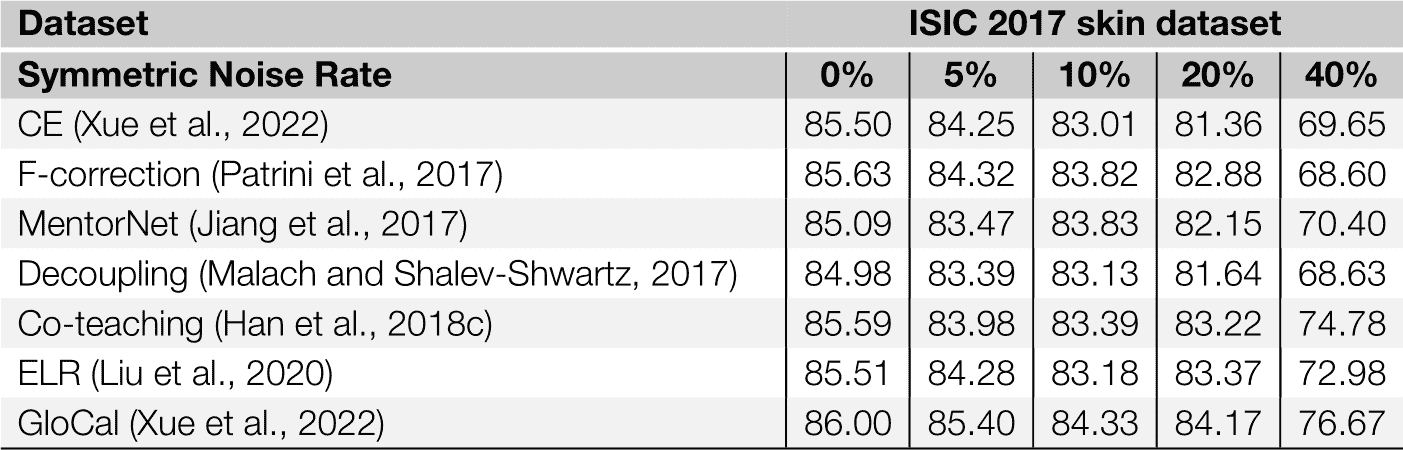 Dataset ISIC 2017 skin dataset
Symmetric Noise Rate 0% 5% 10% 20% 40%
CE (Xue et al., 2022) 85.50 84.25 83.01 81.36 69.65
F-correction (Patrini et al., 2017) 85.63 84.32 83.82 82.88 68.60
MentorNet (Jiang et al., 2017) 85.09 83.47 83.83 82.15 70.40
Decoupling (Malach and Shalev-Shwartz, 2017) 84.98 83.39 83.13 81.64 68.63
Co-teaching (Han et al., 2018c) 85.59 83.98 83.39 83.22 74.78
ELR (Liu et al., 2020) 85.51 84.28 83.18 83.37 72.98
GloCal (Xue et al., 2022) 86.00 85.40 84.33 84.17 76.67